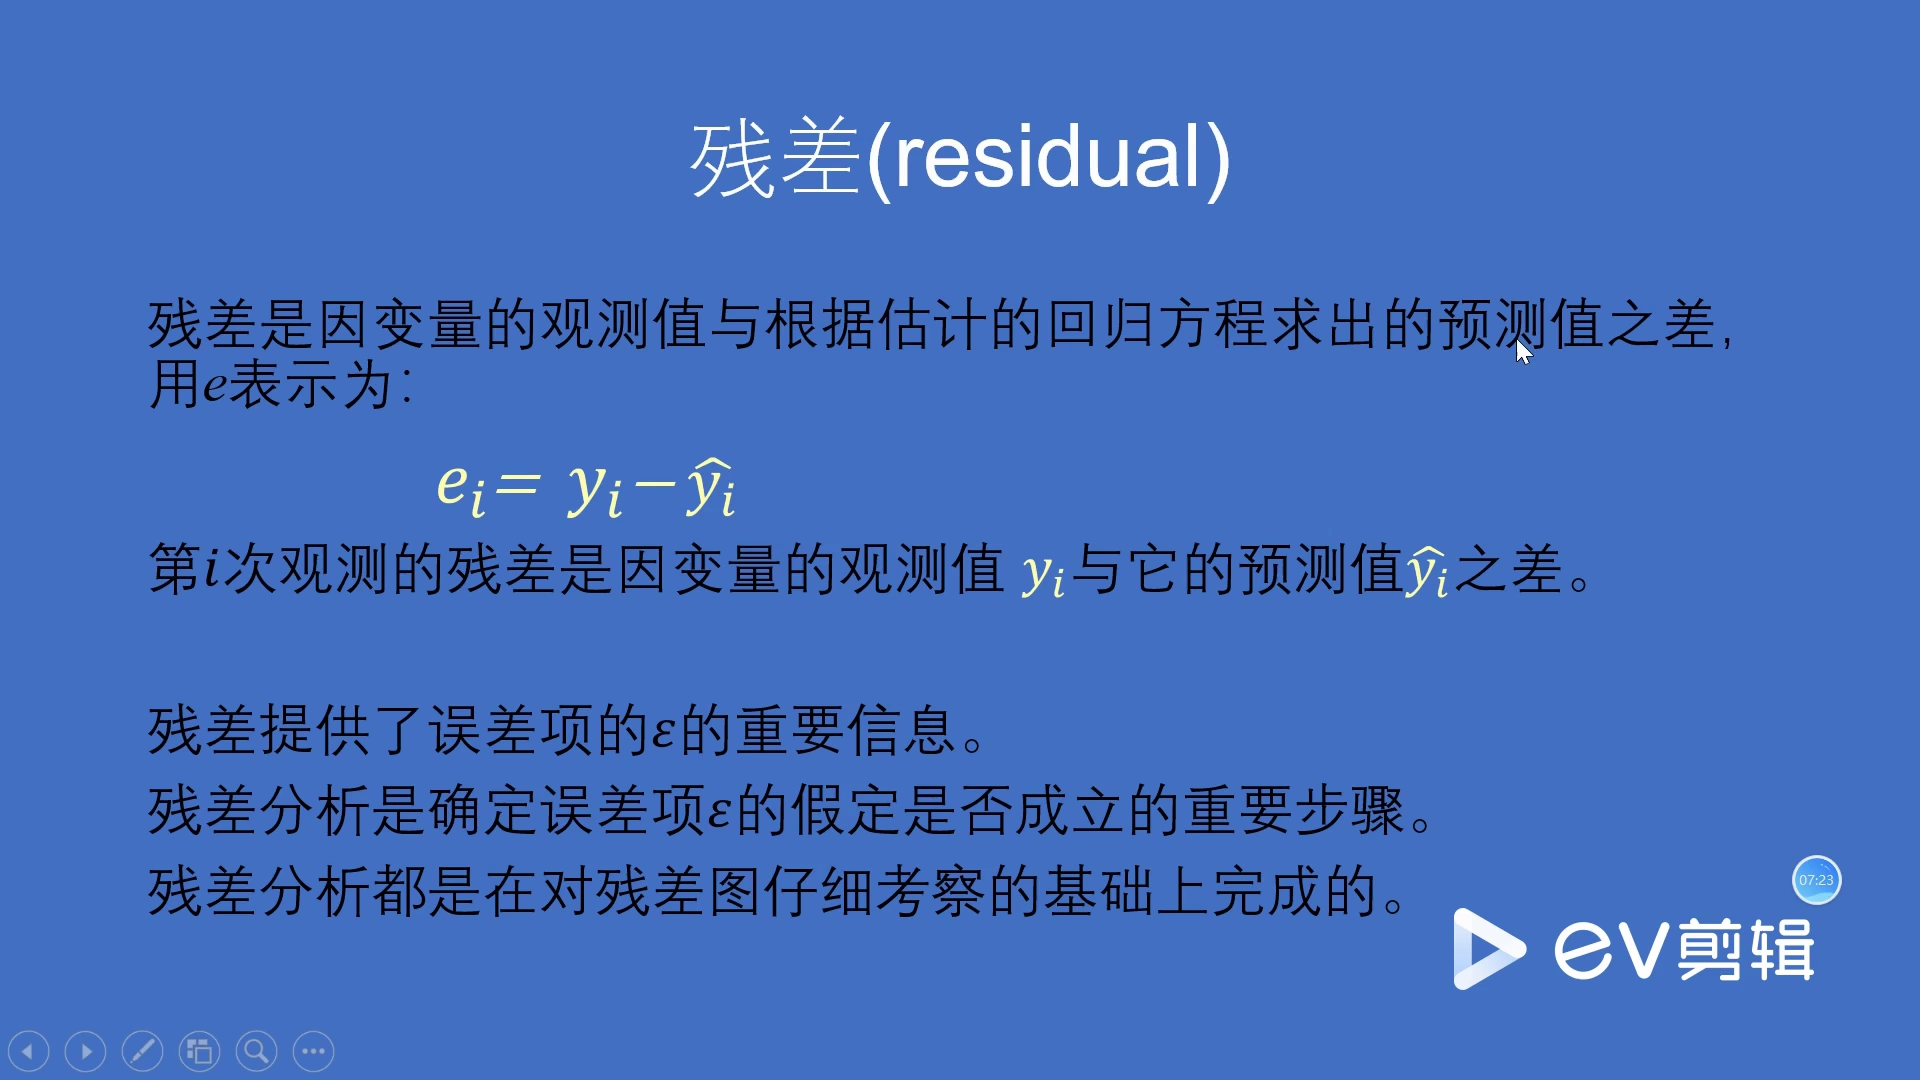 残差(residual)
残差是因变量的观测值与根据估计的回归方程求出的预测值之差,
用e表示为:
eᵢ= yᵢ−ŷᵢ
第i次观测的残差是因变量的观测值 yᵢ与它的预测值ŷᵢ之差。
残差提供了误差项的ε的重要信息。
残差分析是确定误差项ε的假定是否成立的重要步骤。
残差分析都是在对残差图仔细考察的基础上完成的。
07:23
ev剪辑